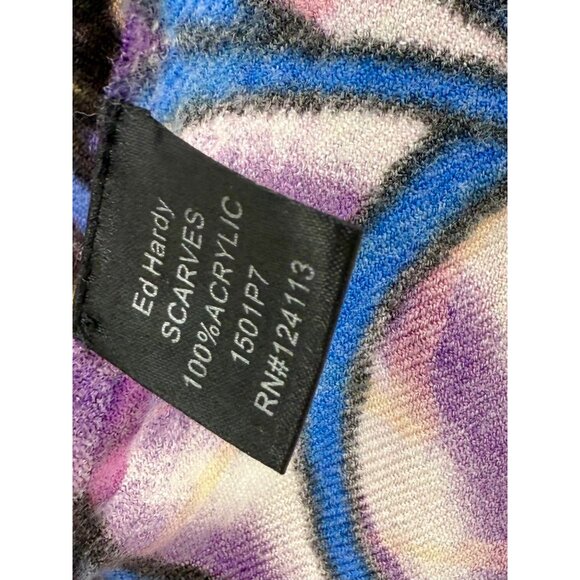 Ed Hardy
SCARVES
100%ACRYLIC
1501P7
RN#124113